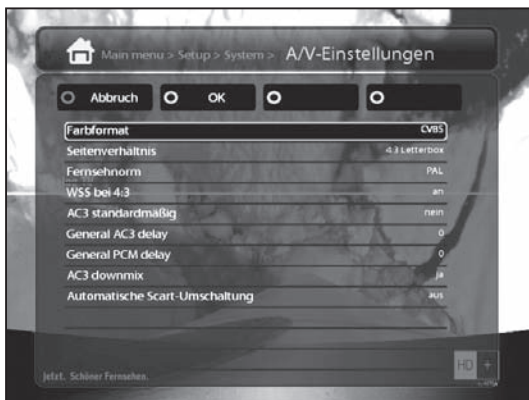 Main menu > Setup > System > A/V-Einstellungen
Abbruch OK
Farbformat CVBS
Seitenverhältnis 4:3 Letterbox
Fernsehnorm PAL
WSS bei 4:3 an
AC3 standardmäßig nein
General AC3 delay 0
General PCM delay 0
AC3 downmix ja
Automatische Scart-Umschaltung aus
HD +
Jetzt. Schöner Fernsehen.